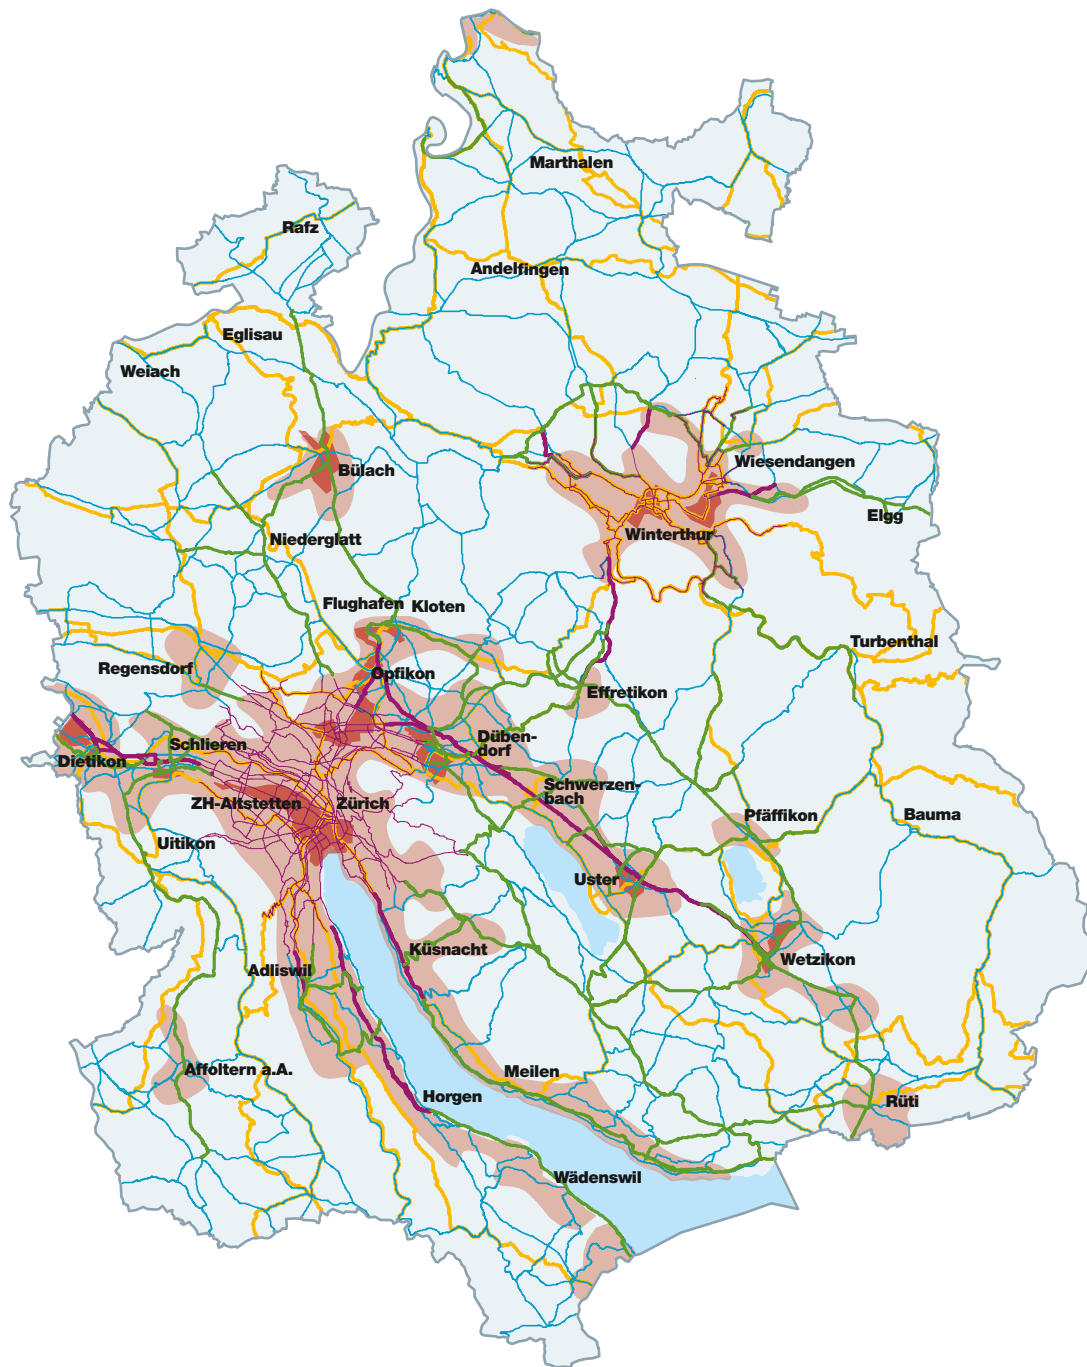 Marthalen
Rafz
Andelfingen
Eglisau
Weiach
Wiesendangen
Bülach
Elgg
Winterthur
Niederglatt
Flughafen
Kloten
Turbenthal
Regensdorf
Opfikon
Effretikon
Düben-
dorf
Schlieren
Dietikon
Schwerzen-
bach
ZH-Altstetten
Zürich
Pfäffikon
Bauma
Uitikon
Uster
Küsnacht
Wetzikon
Adliswil
Meilen
Affoltern a.A.
Horgen
Rüti
Wädenswil